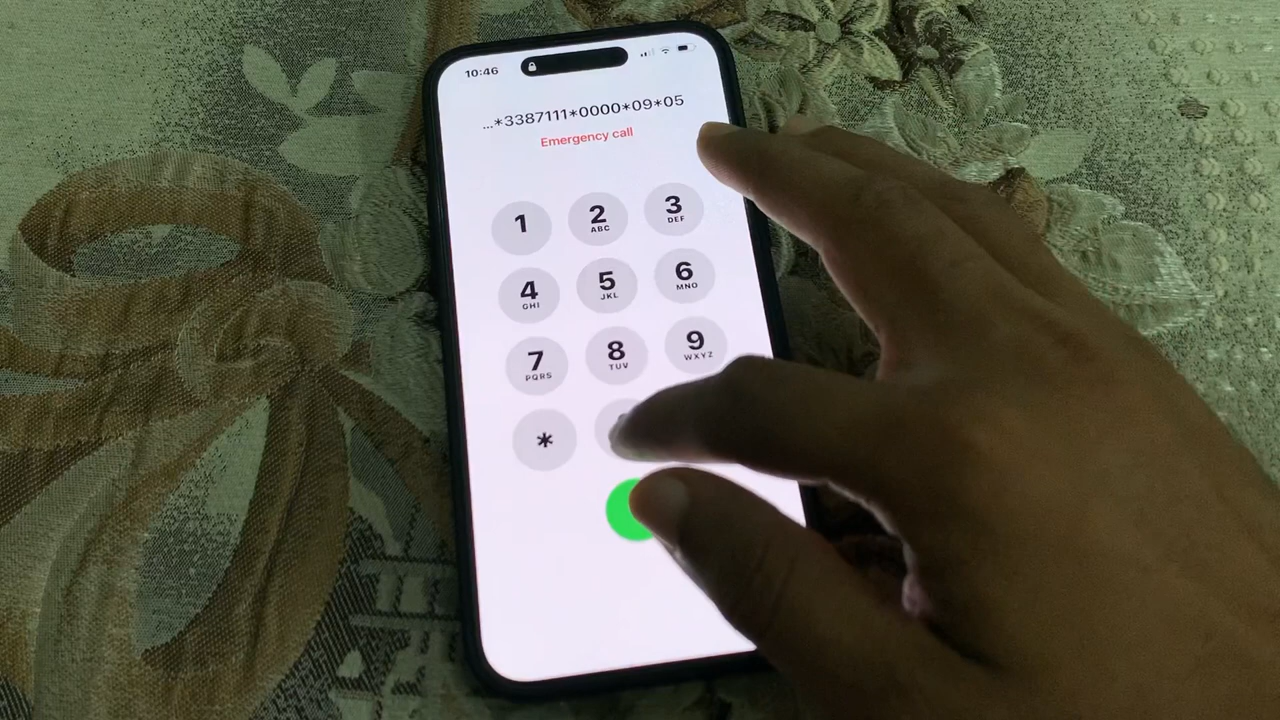 10:46
...*3387111*0000*09*05
Emergency call
1
2
ABC
3
DEF
4
GHI
5
JKL
6
MNO
7
PQRS
8
TUV
9
WXYZ
*